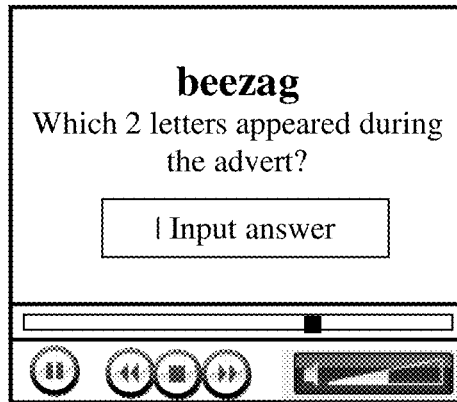 beezag
Which 2 letters appeared during
the advert?
Input answer